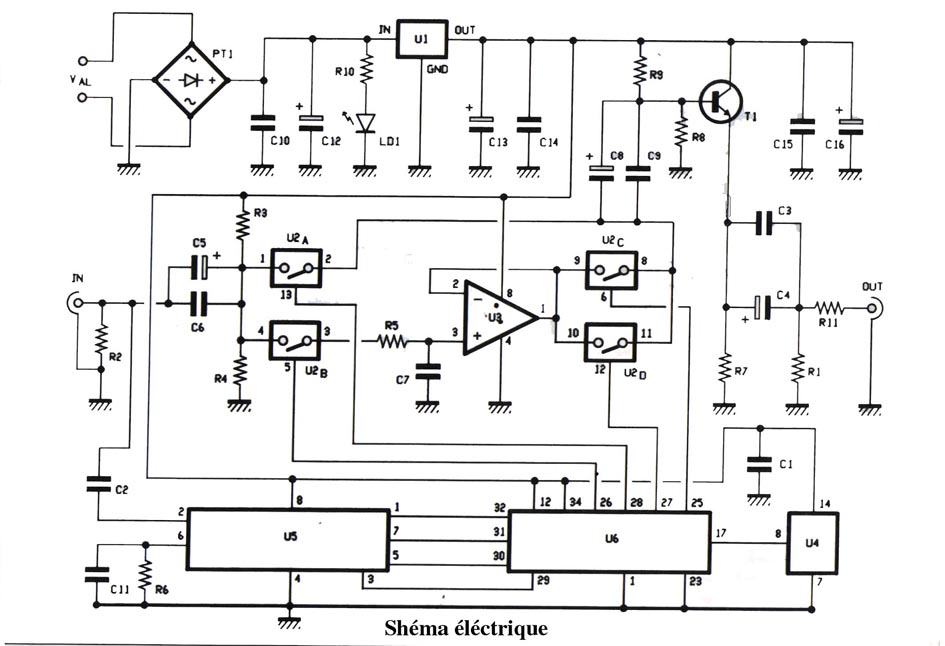 IN U1 OUT
PT1
GND
V AL
R10
LD1
C10 + C12
+ C13 C14
R9
R8
T1
+ C8 C9
C15 + C16
R3
C5 +
C6
IN
R2
R4
1 U2A 2
13
4 3
5 U2B
R5
C7
2 −
3 +
U3
8
4
1
9 U2C 8
6
10 11
12 U2D
C3
+ C4
R7
R1
R11
OUT
C2
C1
2 8 1
6 U5 7
5
4 3
32 12 34 26 28 27 25
31 U6 17
30
29 1 23
8 U4 14
7
C11
R6
Shéma éléctrique